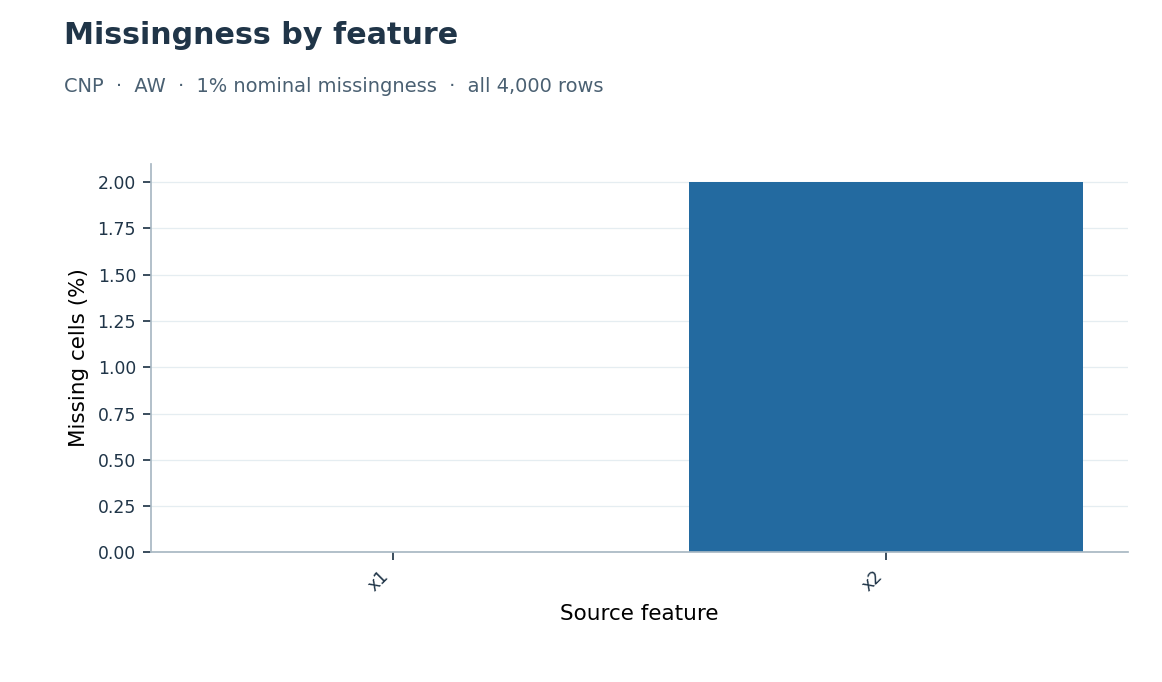 Missingness by feature
CNP · AW · 1% nominal missingness · all 4,000 rows
2.00
1.75
1.50
1.25
1.00
0.75
0.50
0.25
0.00
Missing cells (%)
x1
x2
Source feature